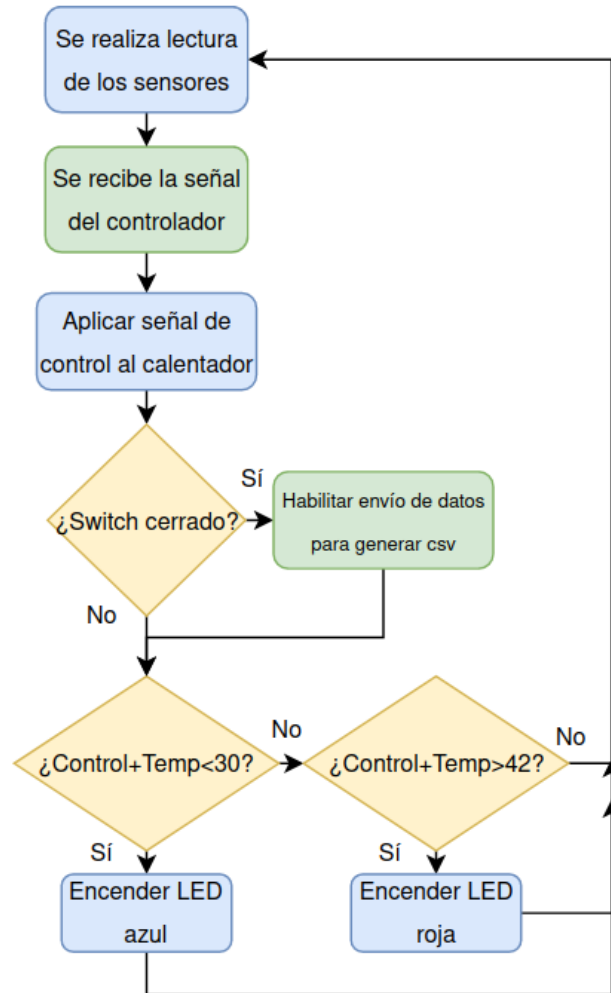 Se realiza lectura
de los sensores
Se recibe la señal
del controlador
Aplicar señal de
control al calentador
¿Switch cerrado?
Sí
Habilitar envío de datos
para generar csv
No
¿Control+Temp<30?
No
¿Control+Temp>42?
No
Sí
Encender LED
azul
Sí
Encender LED
roja